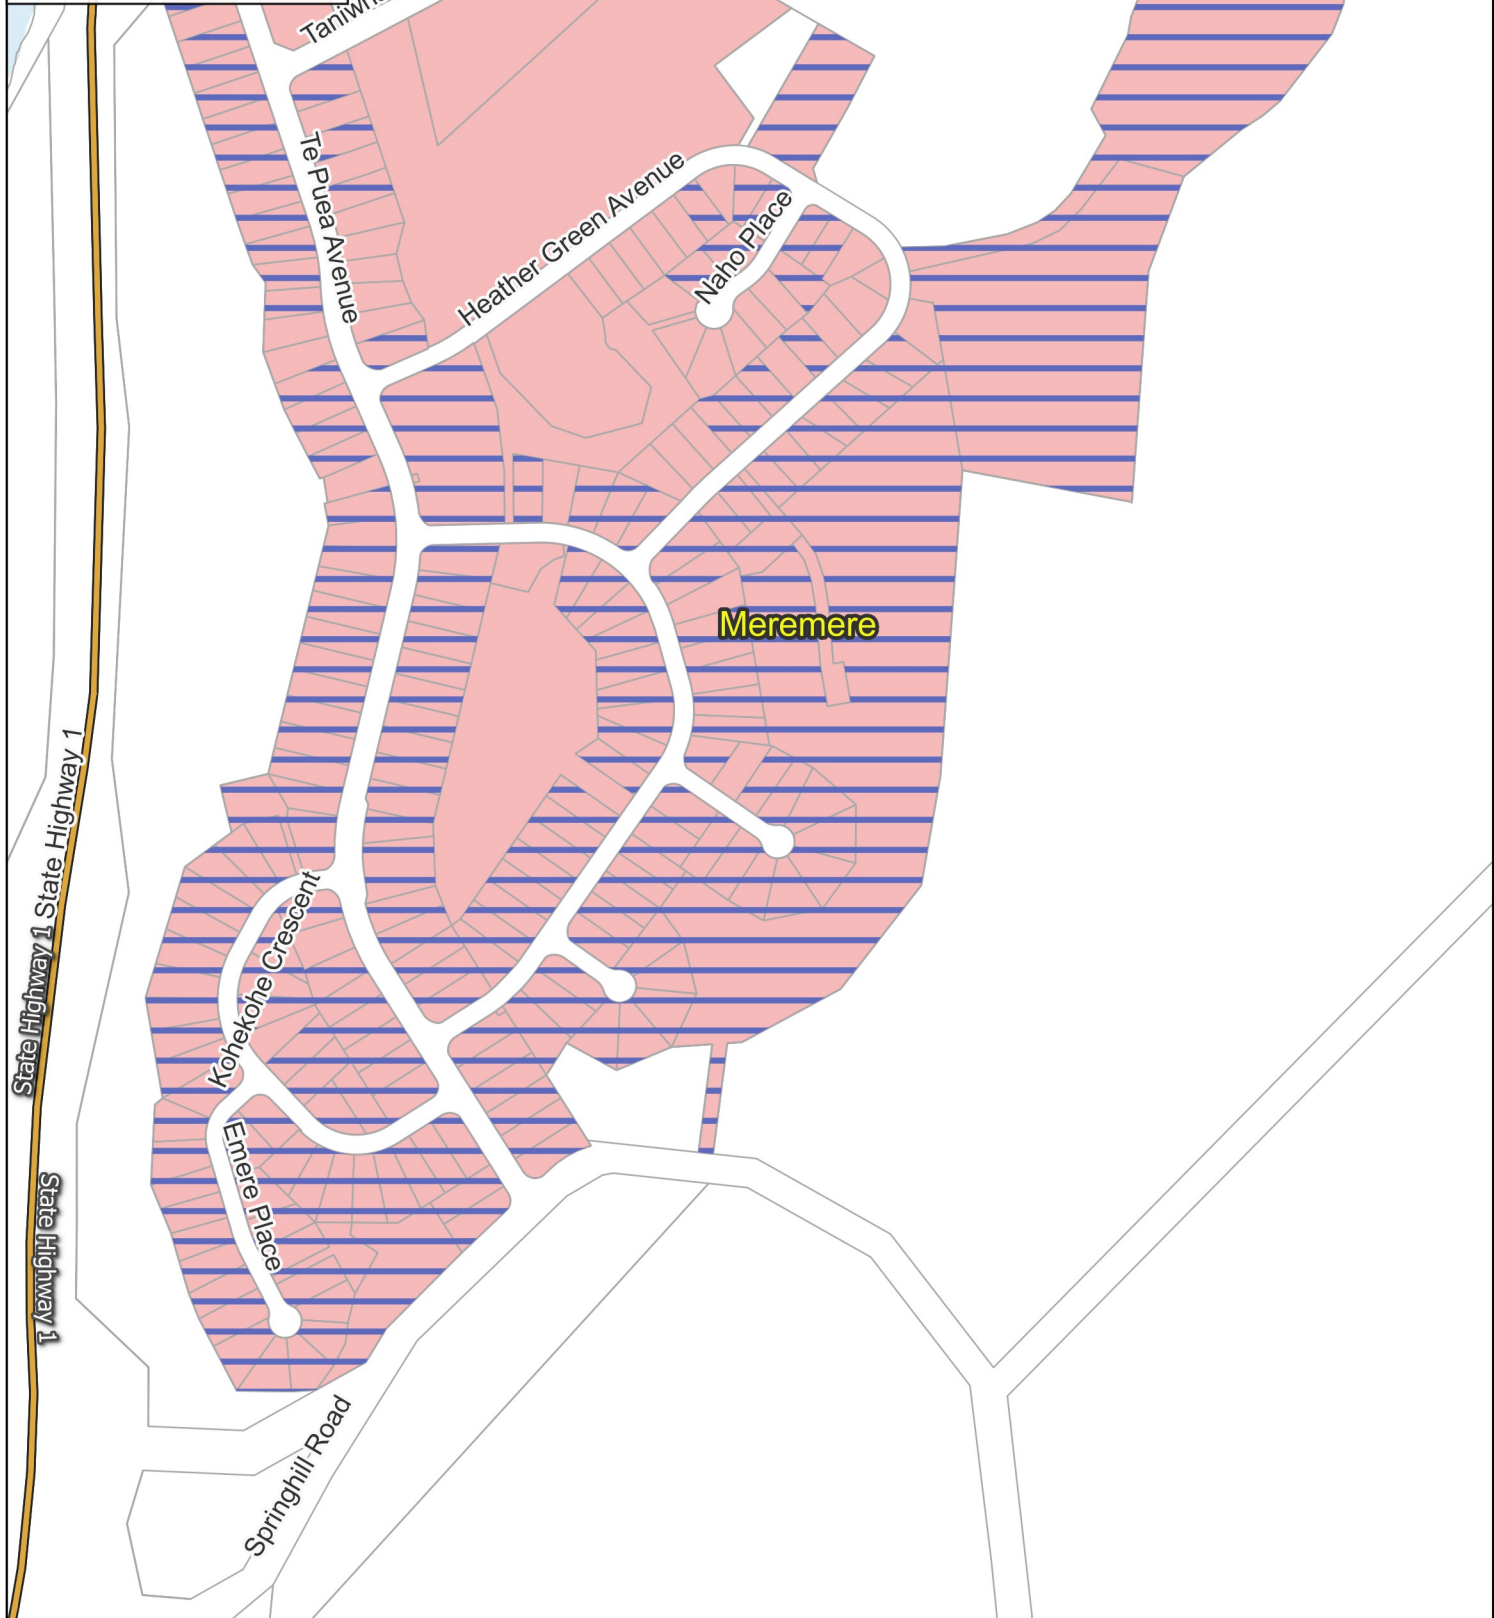 Te Puea Avenue
Heather Green Avenue
Naho Place
Meremere
State Highway 1
State Highway 1
State Highway 1
Kohekohe Crescent
Emere Place
Springhill Road